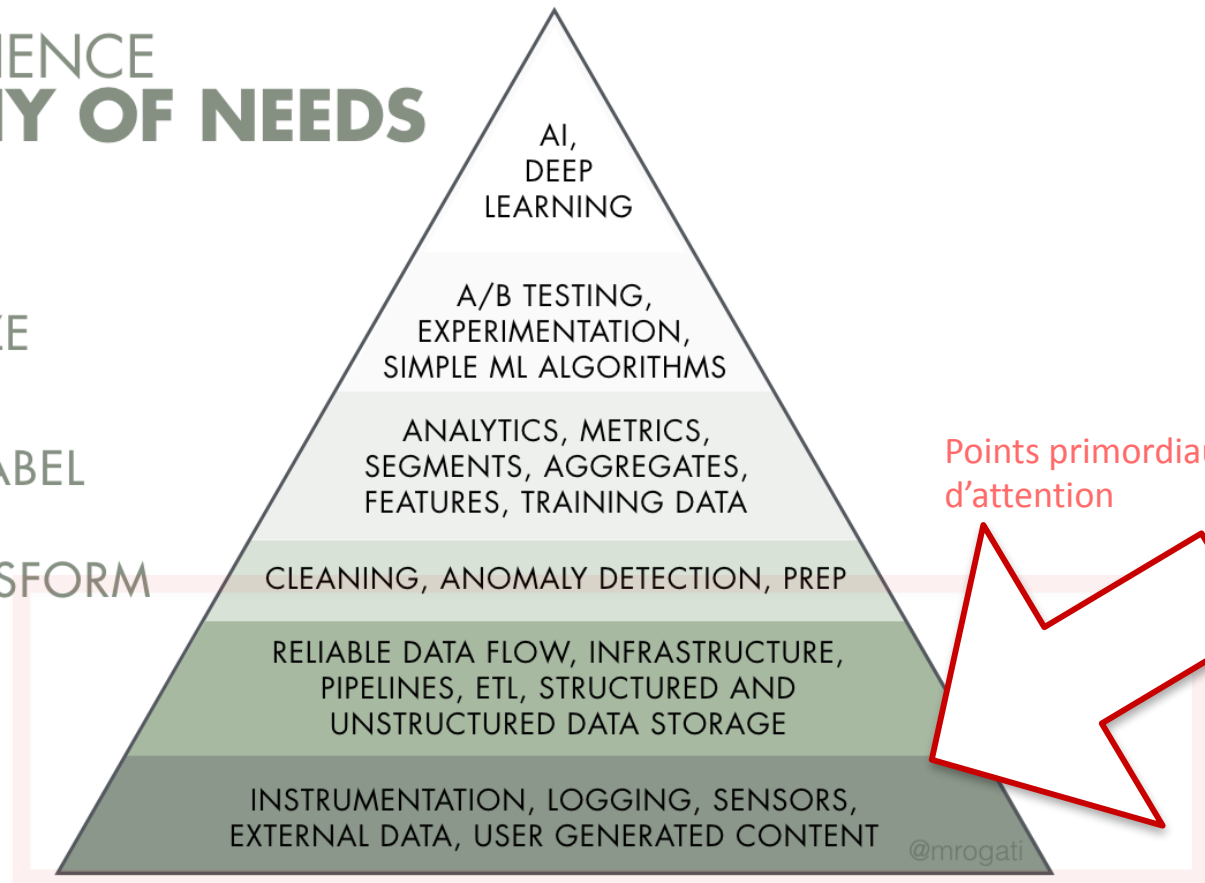 IENCE
Y OF NEEDS
AI,
DEEP
LEARNING
A/B TESTING,
EXPERIMENTATION,
SIMPLE ML ALGORITHMS
ABEL
ANALYTICS, METRICS,
SEGMENTS, AGGREGATES,
FEATURES, TRAINING DATA
Points primordiau
d’attention
SFORM
CLEANING, ANOMALY DETECTION, PREP
RELIABLE DATA FLOW, INFRASTRUCTURE,
PIPELINES, ETL, STRUCTURED AND
UNSTRUCTURED DATA STORAGE
INSTRUMENTATION, LOGGING, SENSORS,
EXTERNAL DATA, USER GENERATED CONTENT
@mrogati